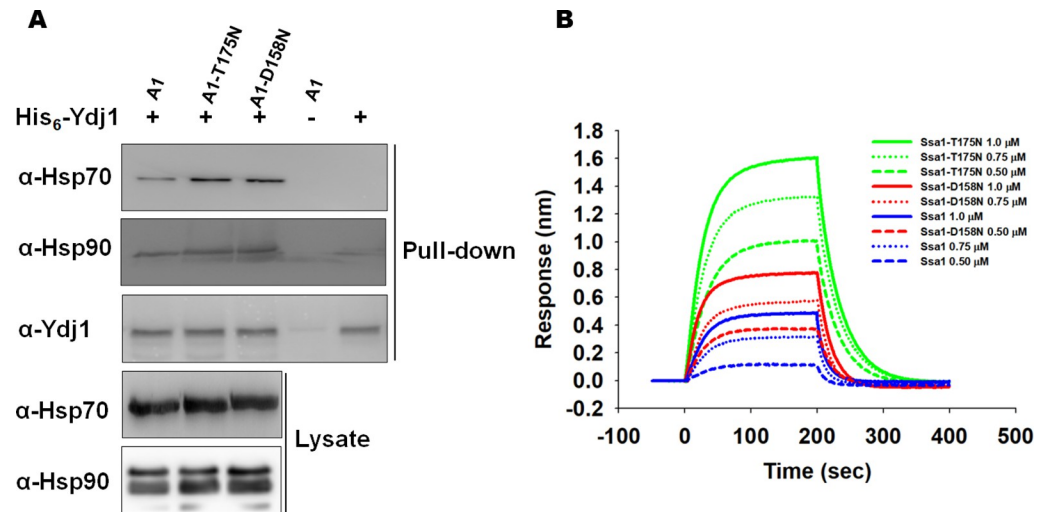 A
A1
A1-T175N
A1-D158N
A1
His6-Ydj1 + + + - +
α-Hsp70
α-Hsp90
Pull-down
α-Ydj1
α-Hsp70
Lysate
α-Hsp90
B
Response (nm)
1.8
1.6
1.4
1.2
1.0
0.8
0.6
0.4
0.2
0.0
-0.2
-100 0 100 200 300 400 500
Time (sec)
Ssa1-T175N 1.0 μM
Ssa1-T175N 0.75 μM
Ssa1-T175N 0.50 μM
Ssa1-D158N 1.0 μM
Ssa1-D158N 0.75 μM
Ssa1 1.0 μM
Ssa1-D158N 0.50 μM
Ssa1 0.75 μM
Ssa1 0.50 μM